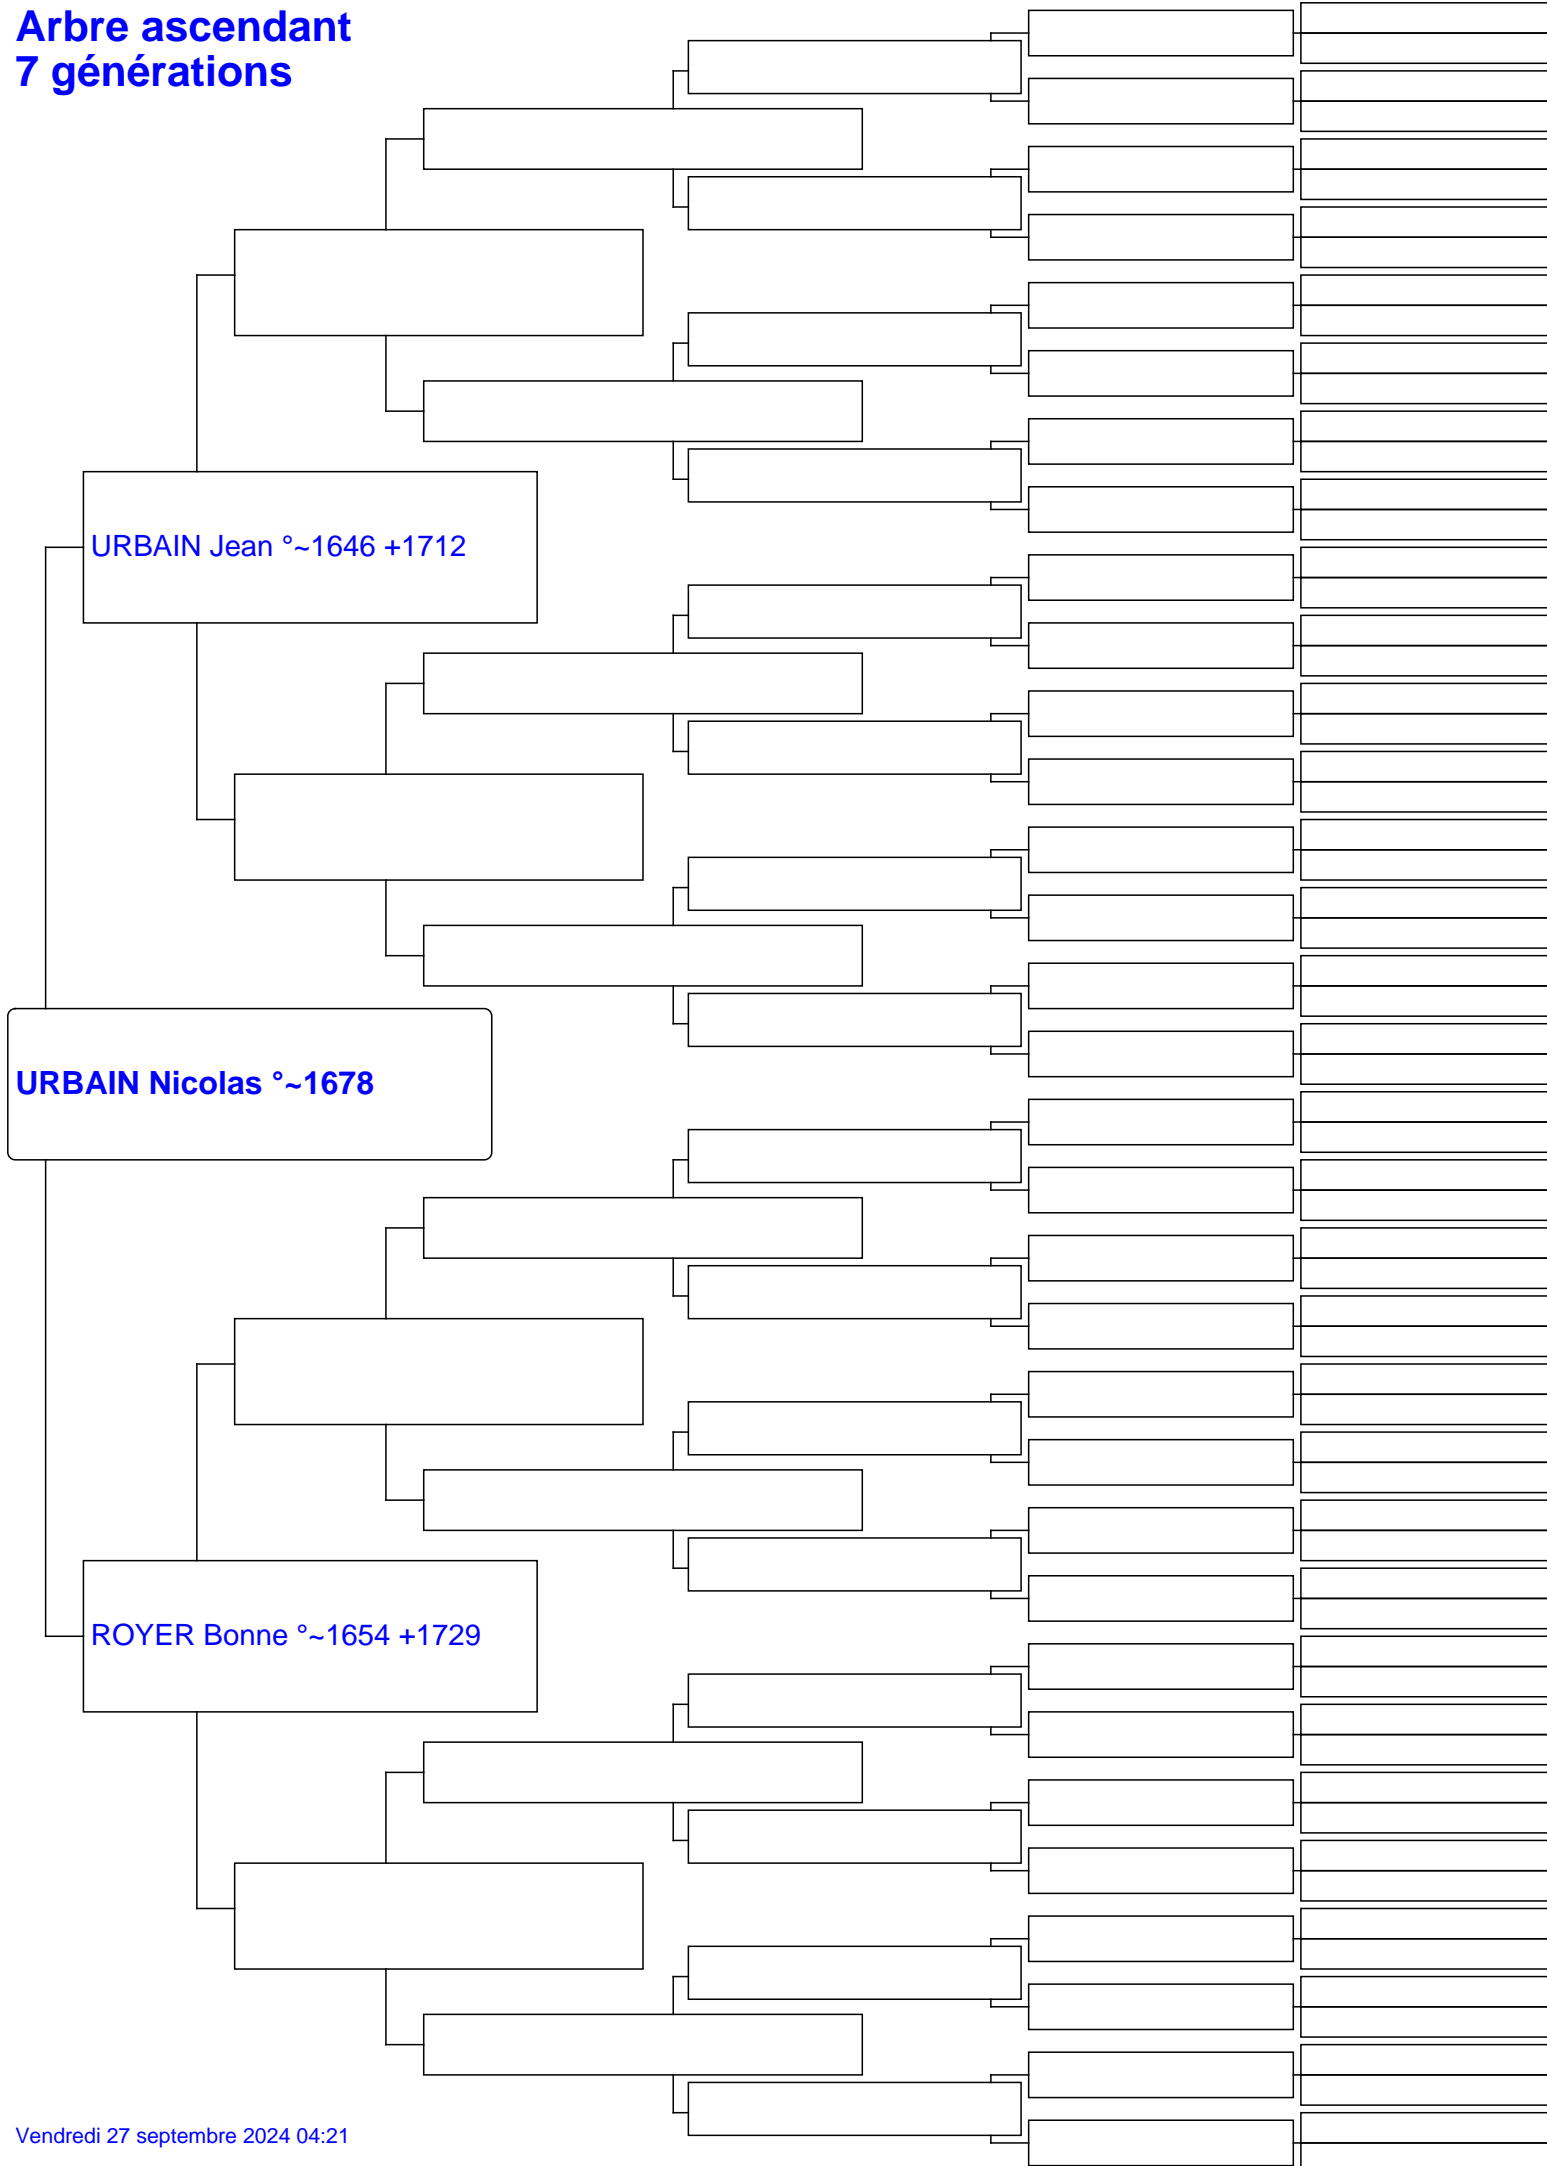 Arbre ascendant
7 générations
URBAIN Jean °~1646 +1712
URBAIN Nicolas °~1678
ROYER Bonne °~1654 +1729
Vendredi 27 septembre 2024 04:21